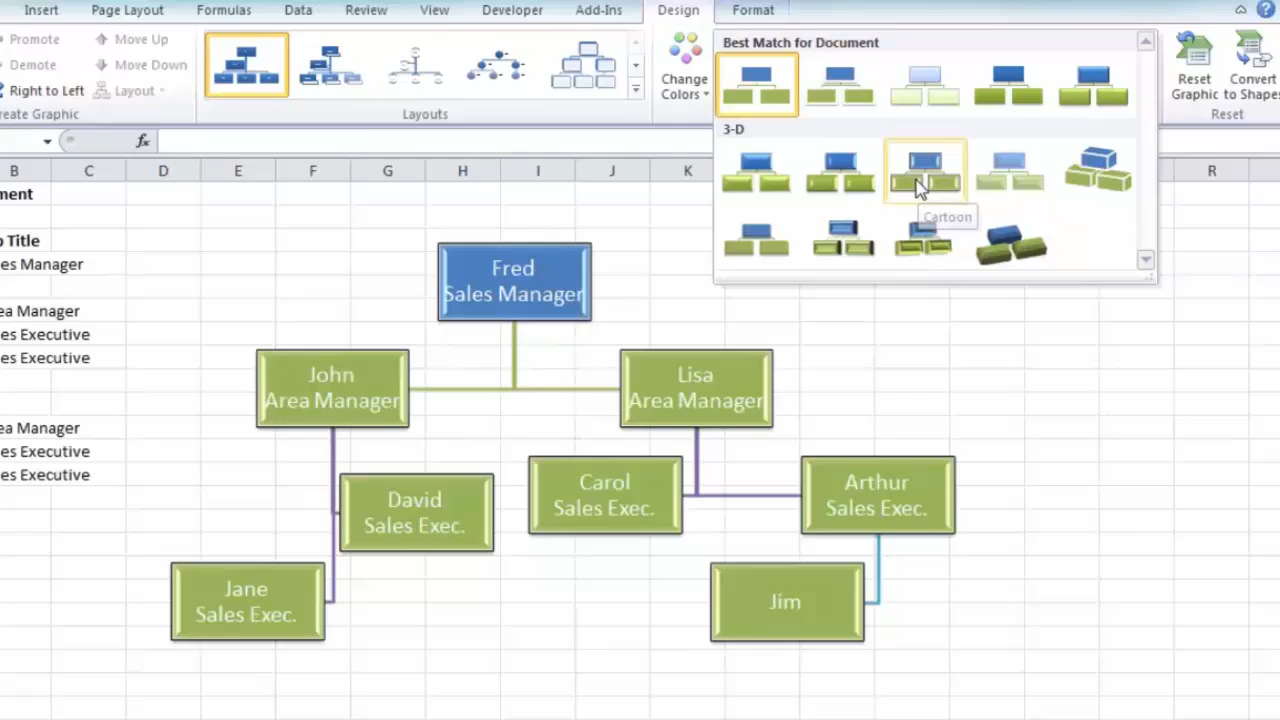 Insert Page Layout Formulas Data Review View Developer Add-Ins Design Format
Promote Move Up
Demote Move Down
Right to Left Layout
reate Graphic
Layouts
Change
Colors
Best Match for Document
3-D
Cartoon
Reset
Graphic
Convert
to Shapes
Reset
fx
B C D E F G H I J K R
ment
p Title
es Manager
ea Manager
es Executive
es Executive
ea Manager
es Executive
es Executive
Fred
Sales Manager
John
Area Manager
Lisa
Area Manager
David
Sales Exec.
Carol
Sales Exec.
Arthur
Sales Exec.
Jane
Sales Exec.
Jim